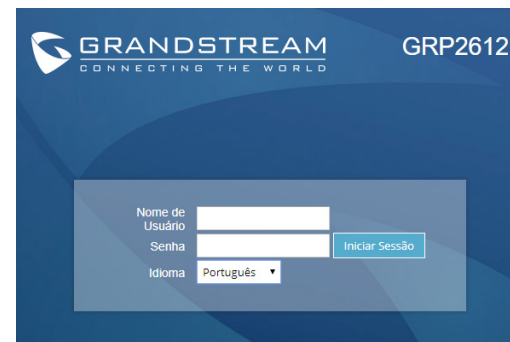 GRANDSTREAM
CONNECTING THE WORLD
GRP2612
Nome de
Usuário
Senha
Iniciar Sessão
Idioma
Português